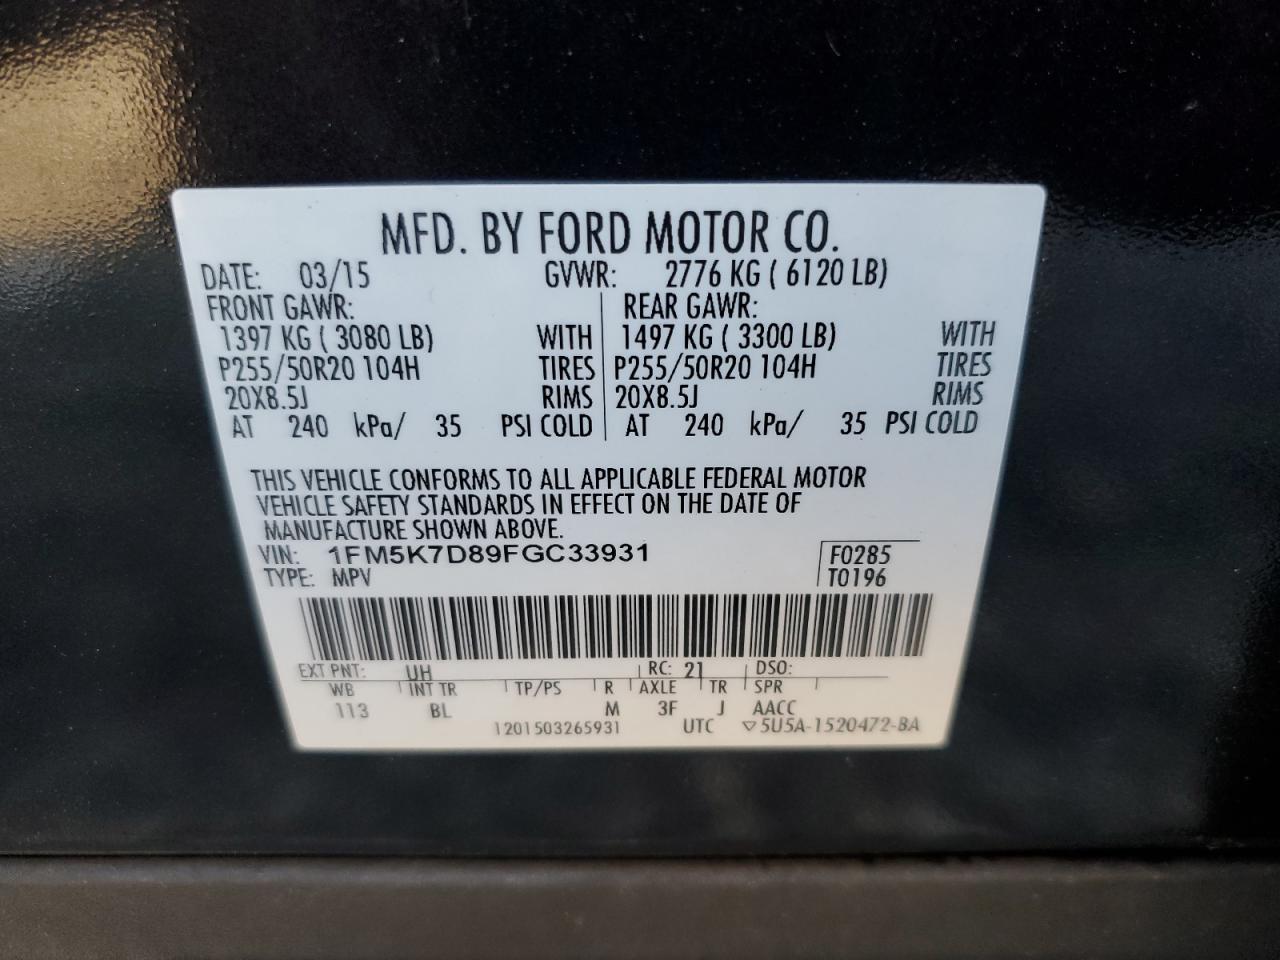 MFD. BY FORD MOTOR CO.
DATE: 03/15 GVWR: 2776 KG ( 6120 LB)
FRONT GAWR: REAR GAWR:
1397 KG ( 3080 LB) WITH 1497 KG ( 3300 LB) WITH
P255/50R20 104H TIRES P255/50R20 104H TIRES
20X8.5J RIMS 20X8.5J RIMS
AT 240 kPa/ 35 PSI COLD AT 240 kPa/ 35 PSI COLD
THIS VEHICLE CONFORMS TO ALL APPLICABLE FEDERAL MOTOR
VEHICLE SAFETY STANDARDS IN EFFECT ON THE DATE OF
MANUFACTURE SHOWN ABOVE.
VIN: 1FM5K7D89FGC33931 F0285
TYPE: MPV T0196
EXT PNT: UH RC: 21 DSO:
WB INT TR TP/PS R AXLE TR SPR
113 BL M 3F J AACC
1201503265931 UTC ▽5U5A-1520472-BA